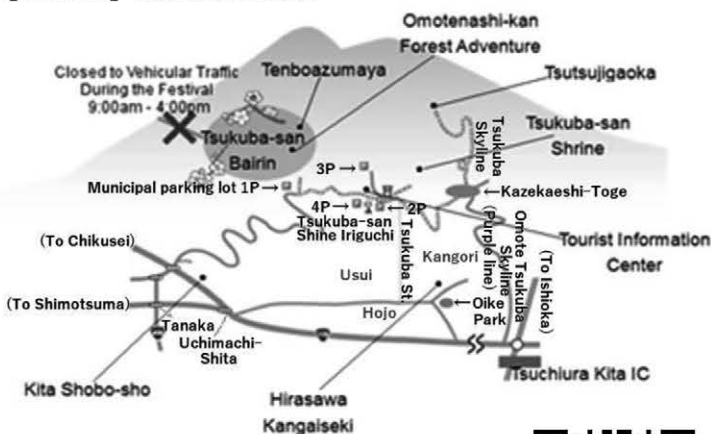 Omotenashi-kan
Forest Adventure
Closed to Vehicular Traffic
During the Festival
9:00am - 4:00pm
Tenboazumaya
Tsutsujigaoka
Tsukuba-san
Bairin
Tsukuba
Skyline
Tsukuba-san
Shrine
3P→
Municipal parking lot 1P→
←Kazekaeshi-Toge
4P→
←2P
Tsukuba-san
Shine Iriguchi
Tsukuba St.
(Purple line)
Omote Tsukuba
Skyline
(To Ishioka)
Tourist Information
Center
(To Chikusei)
Kangori
Usui
(To Shimotsuma)
Hojo
←Oike
Park
Tanaka
Uchimachi-
Shita
Kita Shobo-sho
Hirasawa
Kangaiseki
Tsuchiura Kita IC